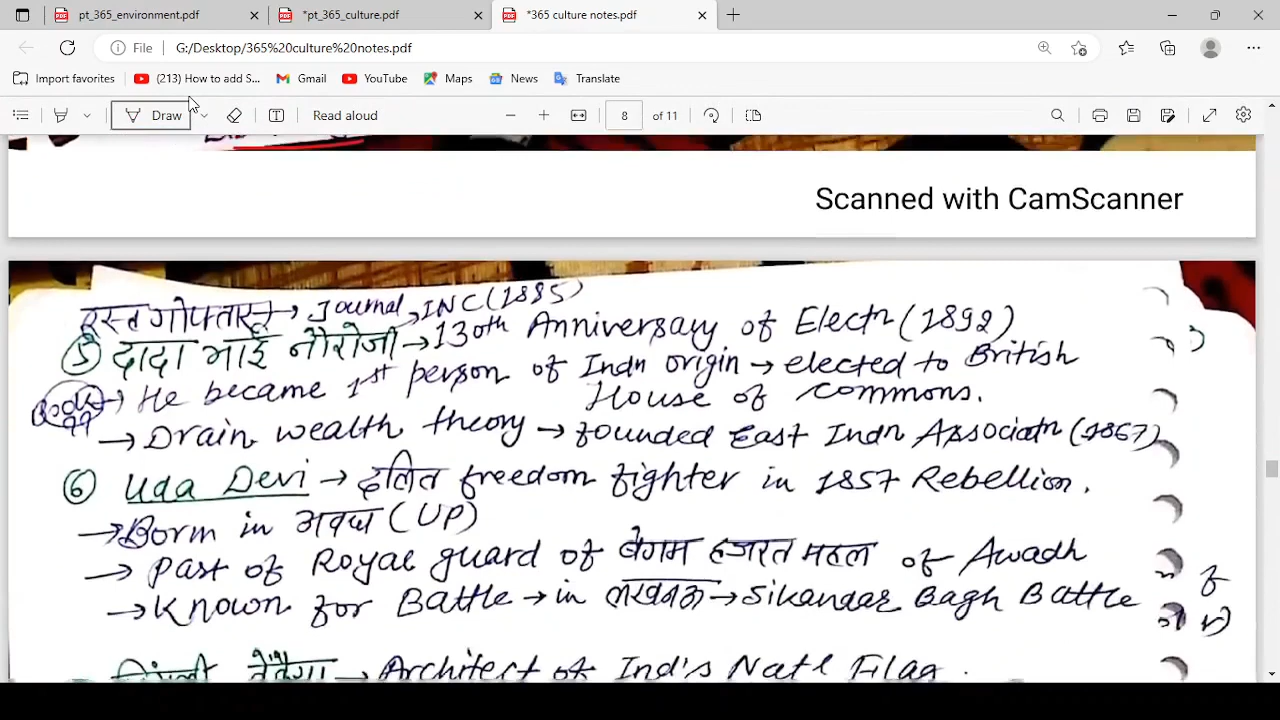 pt_365_environment.pdf
*pt_365_culture.pdf
*365 culture notes.pdf
File G:/Desktop/365%20culture%20notes.pdf
Import favorites (213) How to add S... Gmail YouTube Maps News Translate
Draw Read aloud 8 of 11
Scanned with CamScanner
रास्त गोफ्तार → Journal, INC (1885)
⑤ दादा भाई नौरोजी → 130th Anniversary of Electn (1892)
→ He became 1st person of Indn origin → elected to British
House of Commons.
→ Drain wealth theory → founded East Indn Associatn (1867)
⑥ Uda Devi → दलित freedom fighter in 1857 Rebellion.
→ Born in अवध (UP)
→ Part of Royal guard of बेगम हजरत महल of Awadh
→ Known for Battle → in लखनऊ → Sikandar Bagh Battle
→ Architect of Ind's Natl Flag.